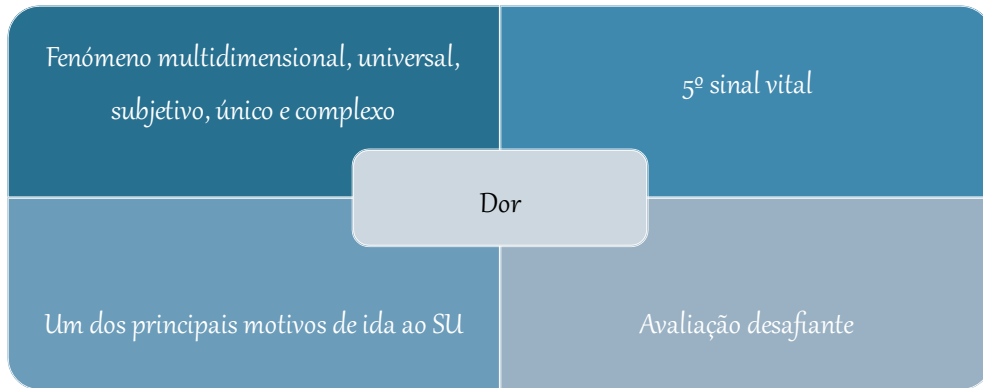 Fenómeno multidimensional, universal,
subjetivo, único e complexo
5º sinal vital
Dor
Um dos principais motivos de ida ao SU
Avaliação desafiante